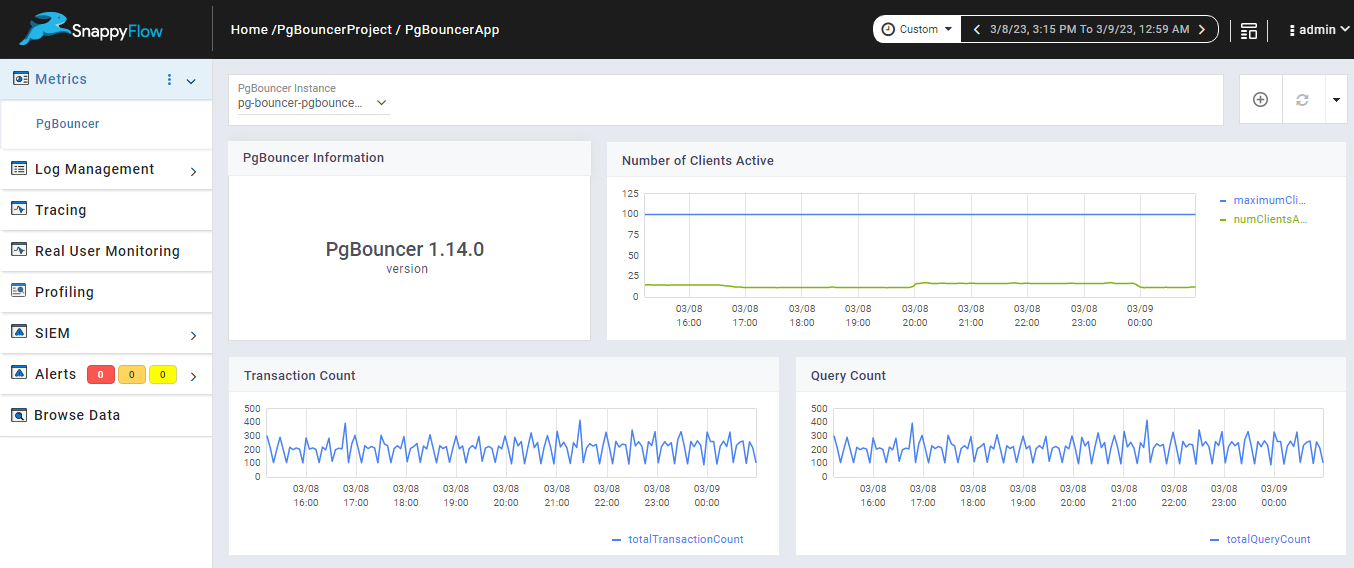 SnappyFlow
Home /PgBouncerProject / PgBouncerApp
Custom
3/8/23, 3:15 PM To 3/9/23, 12:59 AM
admin
Metrics
PgBouncer
Log Management
Tracing
Real User Monitoring
Profiling
SIEM
Alerts 0 0 0
Browse Data
PgBouncer Instance
pg-bouncer-pgbounce...
PgBouncer Information
PgBouncer 1.14.0
version
Number of Clients Active
125
100
75
50
25
0
03/08 03/08 03/08 03/08 03/08 03/08 03/08 03/08 03/09
16:00 17:00 18:00 19:00 20:00 21:00 22:00 23:00 00:00
maximumCli...
numClientsA...
Transaction Count
500
400
300
200
100
0
03/08 03/08 03/08 03/08 03/08 03/08 03/08 03/08 03/09
16:00 17:00 18:00 19:00 20:00 21:00 22:00 23:00 00:00
totalTransactionCount
Query Count
500
400
300
200
100
0
03/08 03/08 03/08 03/08 03/08 03/08 03/08 03/08 03/09
16:00 17:00 18:00 19:00 20:00 21:00 22:00 23:00 00:00
totalQueryCount